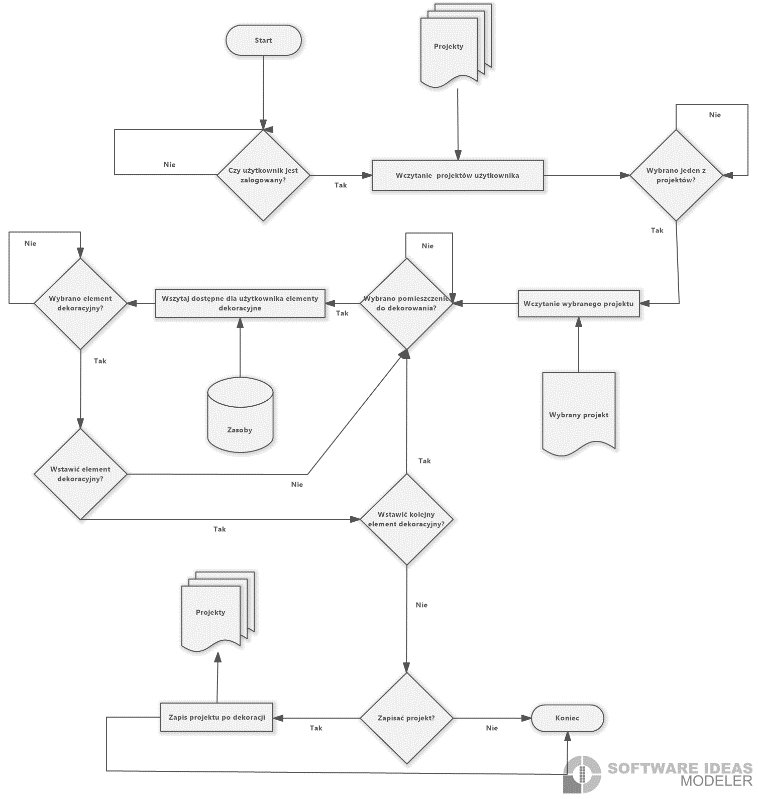 Start
Projekty
Nie
Czy użytkownik jest
zalogowany?
Nie
Tak
Wczytanie projektów użytkownika
Wybrano jeden z
projektów?
Tak
Nie
Wybrano element
dekoracyjny?
Wszytaj dostępne dla użytkownika elementy
dekoracyjne
Tak
Nie
Wybrano pomieszczenie
do dekorowania?
Wczytanie wybranego projektu
Tak
Zasoby
Wybrany projekt
Wstawić element
dekoracyjny?
Nie
Tak
Tak
Wstawić kolejny
element dekoracyjny?
Nie
Projekty
Zapis projektu po dekoracji
Tak
Zapisać projekt?
Nie
Koniec
SOFTWARE IDEAS
MODELER